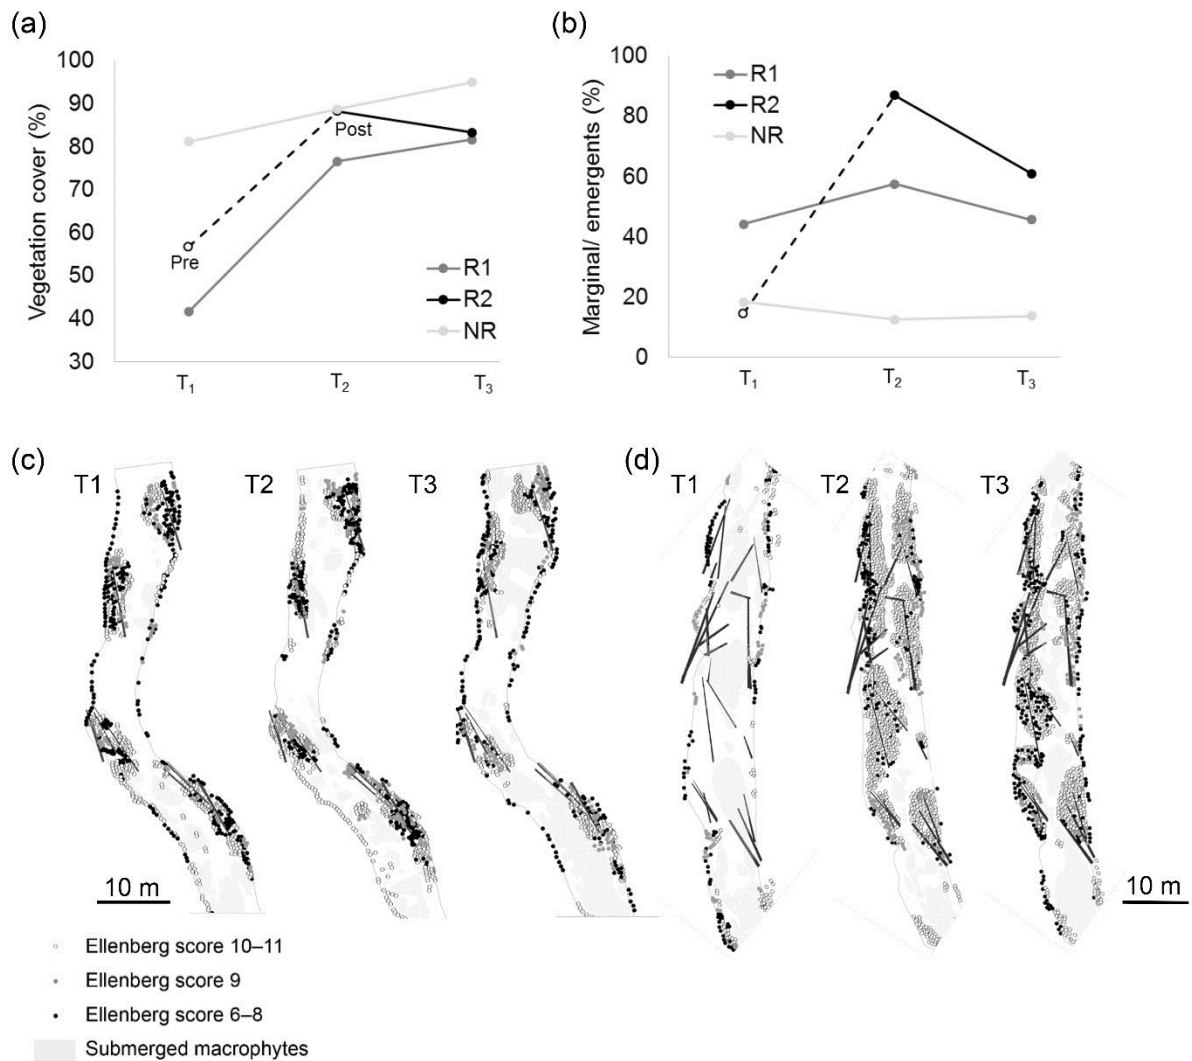 (a)
Vegetation cover (%)
100
90
80
70
60
50
40
30
Pre
Post
R1
R2
NR
T1
T2
T3
(b)
Marginal/ emergents (%)
100
80
60
40
20
0
R1
R2
NR
T1
T2
T3
(c)
T1
T2
T3
10 m
(d)
T1
T2
T3
10 m
Ellenberg score 10–11
Ellenberg score 9
Ellenberg score 6–8
Submerged macrophytes